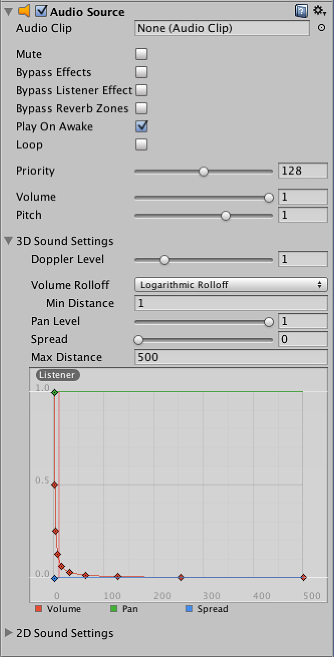 Audio Source
Audio Clip None (Audio Clip)
Mute
Bypass Effects
Bypass Listener Effect
Bypass Reverb Zones
Play On Awake
Loop
Priority 128
Volume 1
Pitch 1
3D Sound Settings
Doppler Level 1
Volume Rolloff Logarithmic Rolloff
Min Distance 1
Pan Level 1
Spread 0
Max Distance 500
Listener
1.0
0.5
0.0
0 100 200 300 400 500
Volume Pan Spread
2D Sound Settings